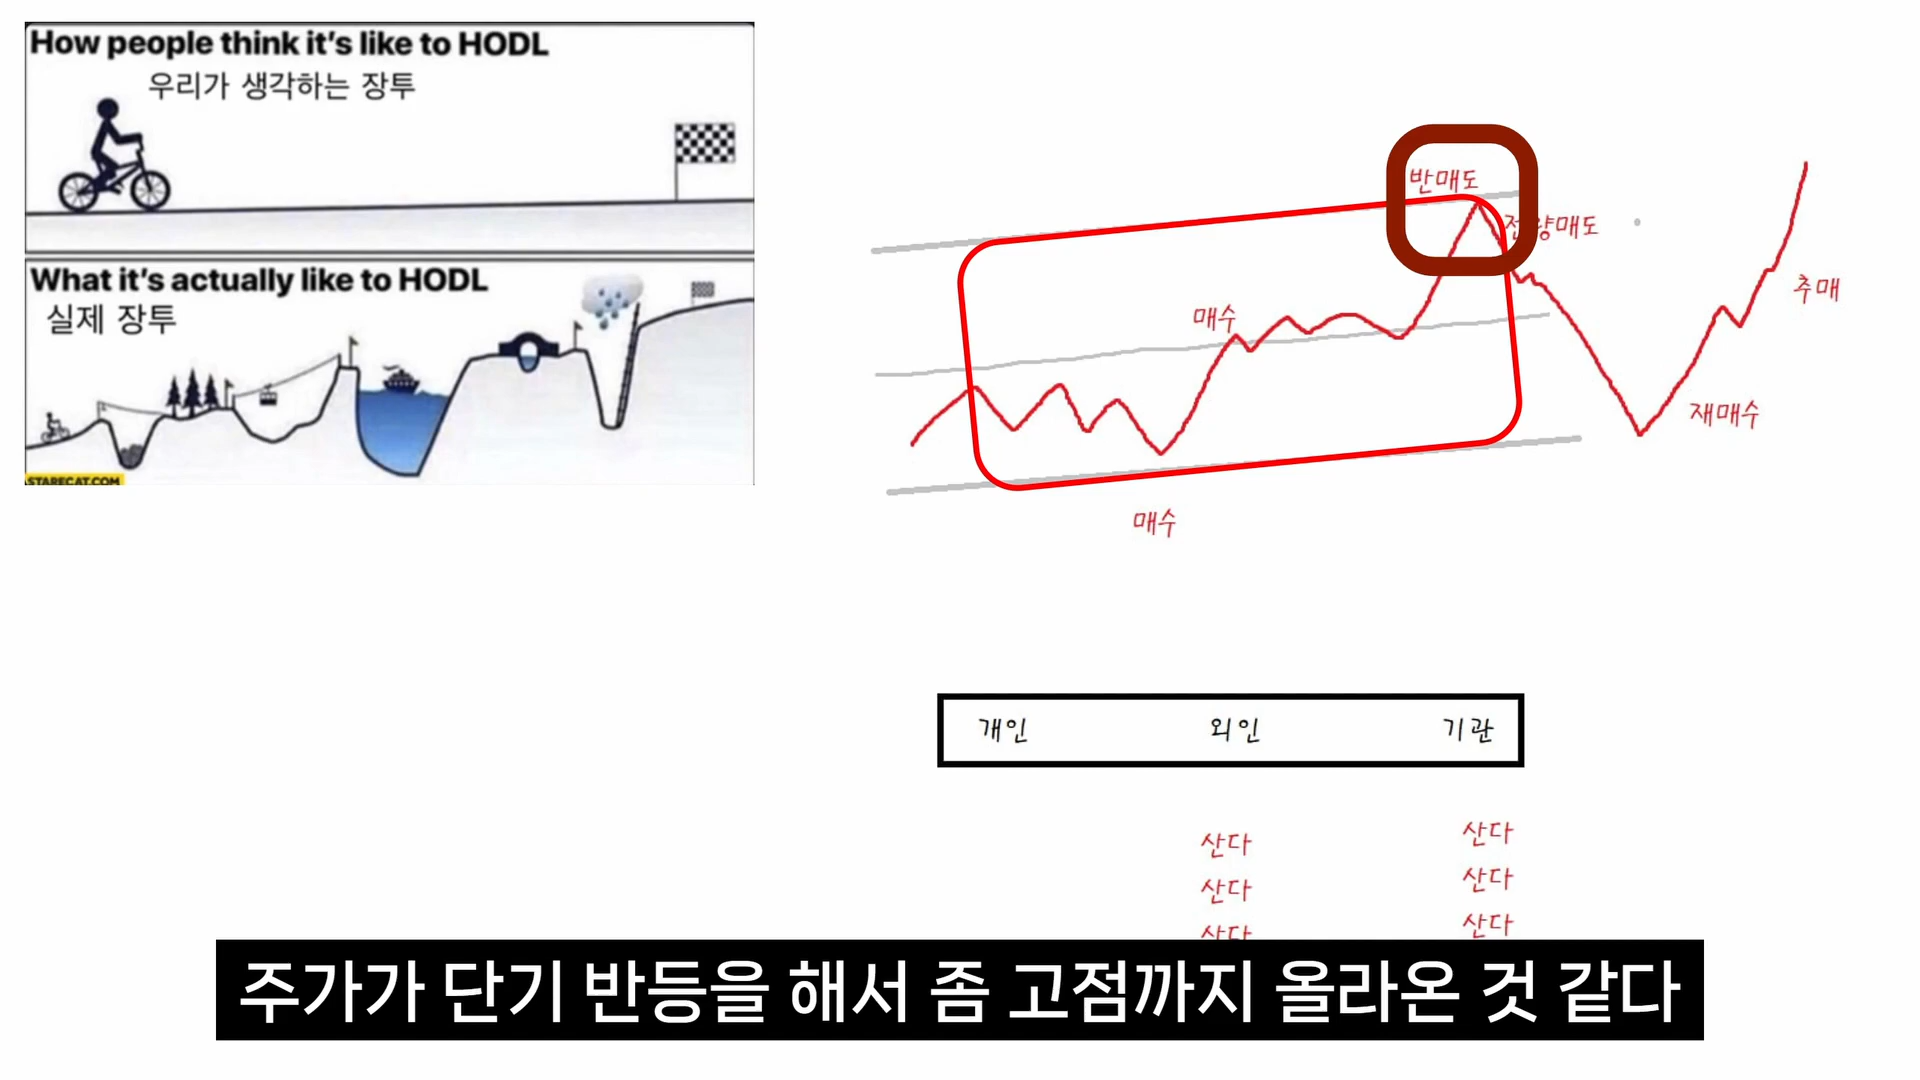 How people think it's like to HODL
우리가 생각하는 장투
What it's actually like to HODL
실제 장투
STARECAT.COM
반매도
전량매도
매수
추매
재매수
매수
개인 외인 기관
산다 산다
산다 산다
산다 산다
주가가 단기 반등을 해서 좀 고점까지 올라온 것 같다